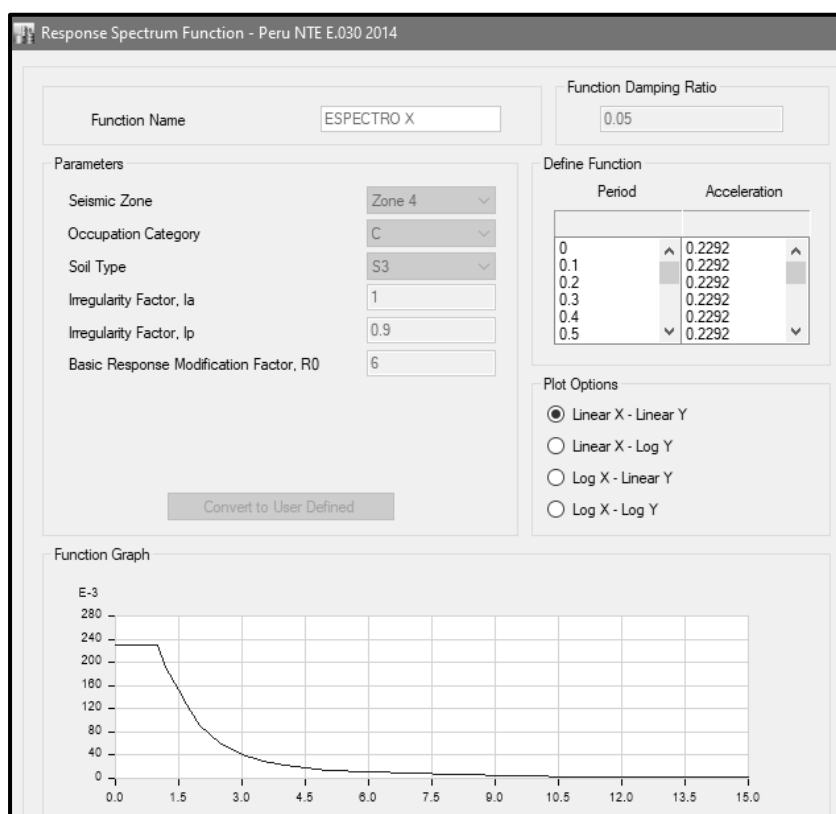 Response Spectrum Function - Peru NTE E.030 2014
Function Name
ESPECTRO X
Function Damping Ratio
0.05
Parameters
Seismic Zone
Zone 4
Occupation Category
C
Soil Type
S3
Irregularity Factor, Ia
1
Irregularity Factor, Ip
0.9
Basic Response Modification Factor, R0
6
Convert to User Defined
Define Function
Period Acceleration
0 0.2292
0.1 0.2292
0.2 0.2292
0.3 0.2292
0.4 0.2292
0.5 0.2292
Plot Options
Linear X - Linear Y
Linear X - Log Y
Log X - Linear Y
Log X - Log Y
Function Graph
E-3
280
240
200
160
120
80
40
0
0.0 1.5 3.0 4.5 6.0 7.5 9.0 10.5 12.0 13.5 15.0